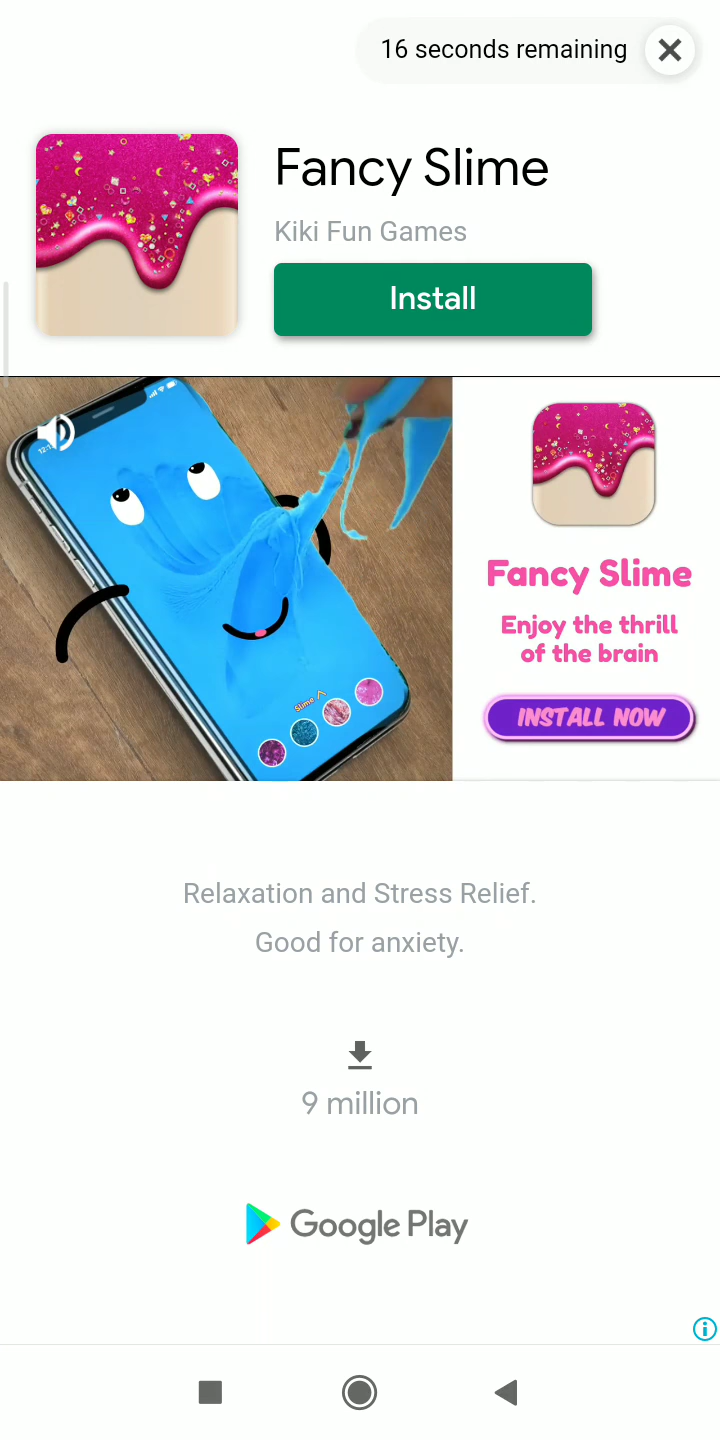 16 seconds remaining
Fancy Slime
Kiki Fun Games
Install
Slime
Fancy Slime
Enjoy the thrill
of the brain
INSTALL NOW
Relaxation and Stress Relief.
Good for anxiety.
9 million
Google Play